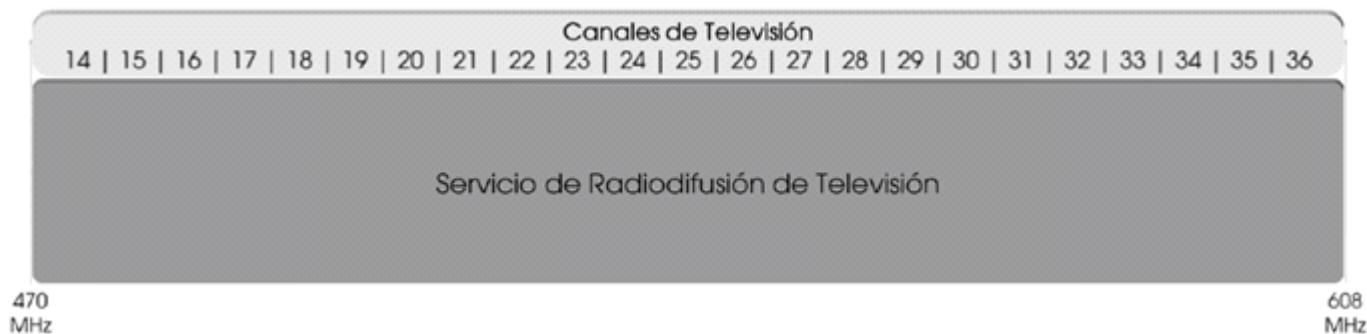 Canales de Televisión
14 | 15 | 16 | 17 | 18 | 19 | 20 | 21 | 22 | 23 | 24 | 25 | 26 | 27 | 28 | 29 | 30 | 31 | 32 | 33 | 34 | 35 | 36
Servicio de Radiodifusión de Televisión
470 608
MHz MHz